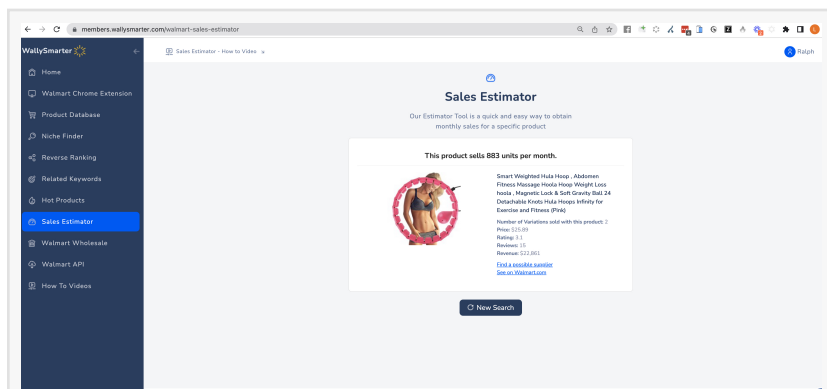 members.wallysmarter.com/walmart-sales-estimator
WallySmarter
Sales Estimator - How to Video
Ralph
Home
Walmart Chrome Extension
Product Database
Niche Finder
Reverse Ranking
Related Keywords
Hot Products
Sales Estimator
Walmart Wholesale
Walmart API
How To Videos
Sales Estimator
Our Estimator Tool is a quick and easy way to obtain
monthly sales for a specific product
This product sells 883 units per month.
Smart Weighted Hula Hoop , Abdomen
Fitness Massage Hoola Hoop Weight Loss
hoola , Magnetic Lock & Soft Gravity Ball 24
Detachable Knots Hula Hoops Infinity for
Exercise and Fitness (Pink)
Number of Variations sold with this product: 2
Price: $25.89
Rating: 3.1
Reviews: 15
Revenue: $22,861
Find a possible supplier
See on Walmart.com
New Search